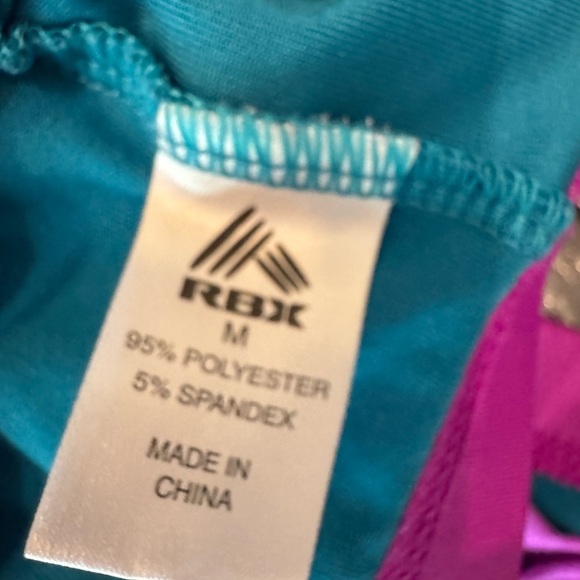 RBX
M
95% POLYESTER
5% SPANDEX
MADE IN
CHINA